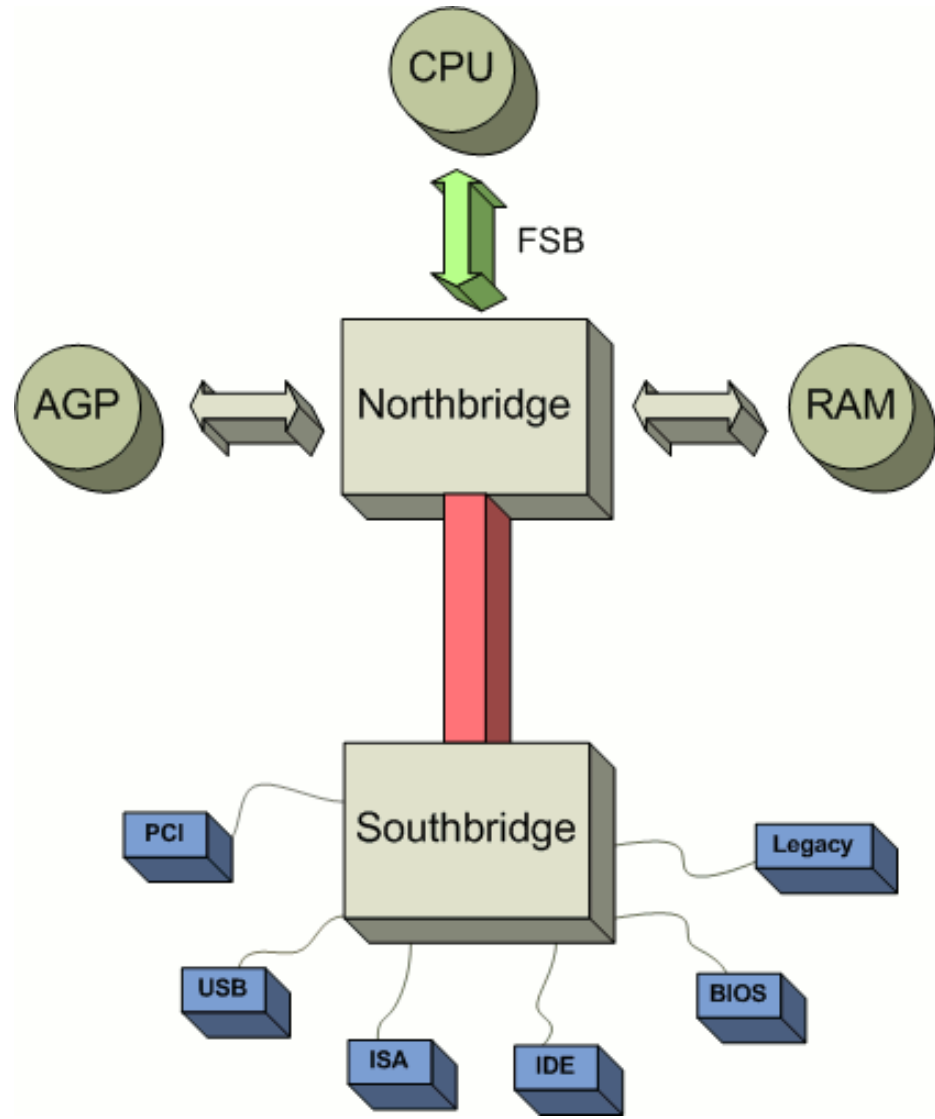 CPU
FSB
AGP
Northbridge
RAM
Southbridge
PCI
Legacy
USB
BIOS
ISA
IDE